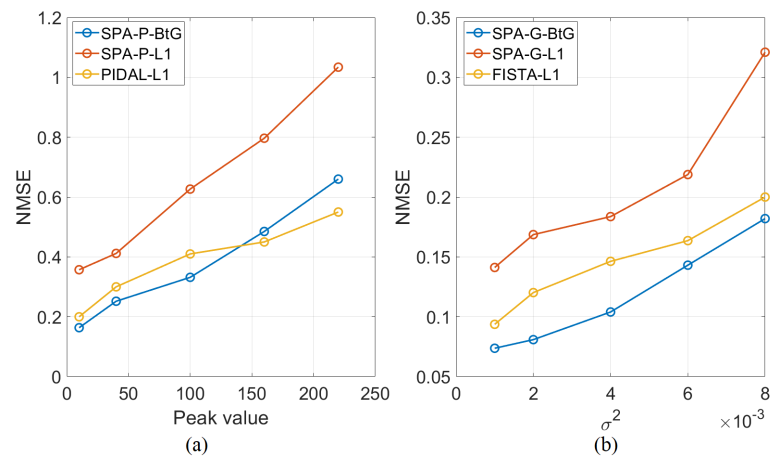 SPA-P-BtG
SPA-P-L1
PIDAL-L1
1.2
1
0.8
0.6
0.4
0.2
0
NMSE
0 50 100 150 200 250
Peak value
(a)
SPA-G-BtG
SPA-G-L1
FISTA-L1
0.35
0.3
0.25
0.2
0.15
0.1
0.05
NMSE
0 2 4 6 8
σ²
×10⁻³
(b)